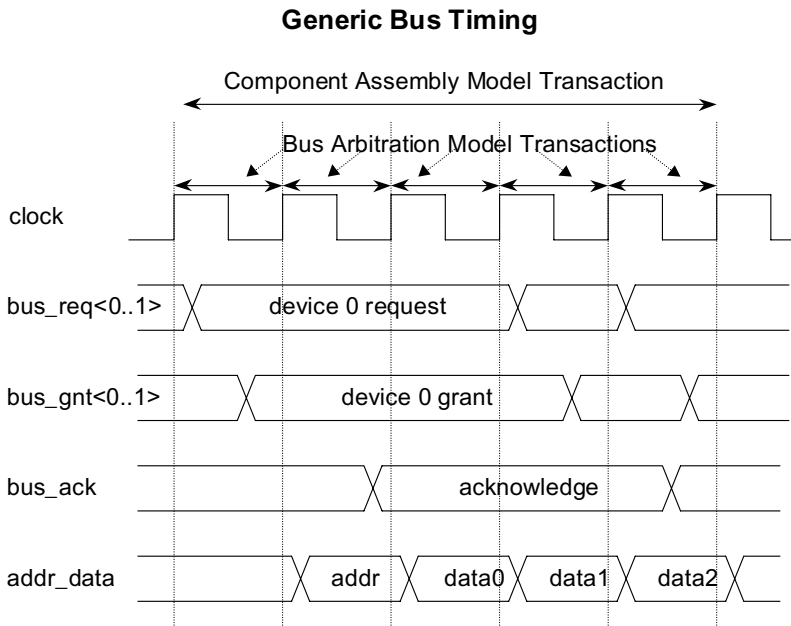 Generic Bus Timing
Component Assembly Model Transaction
Bus Arbitration Model Transactions
clock
bus_req<0..1> device 0 request
bus_gnt<0..1> device 0 grant
bus_ack acknowledge
addr_data addr data0 data1 data2